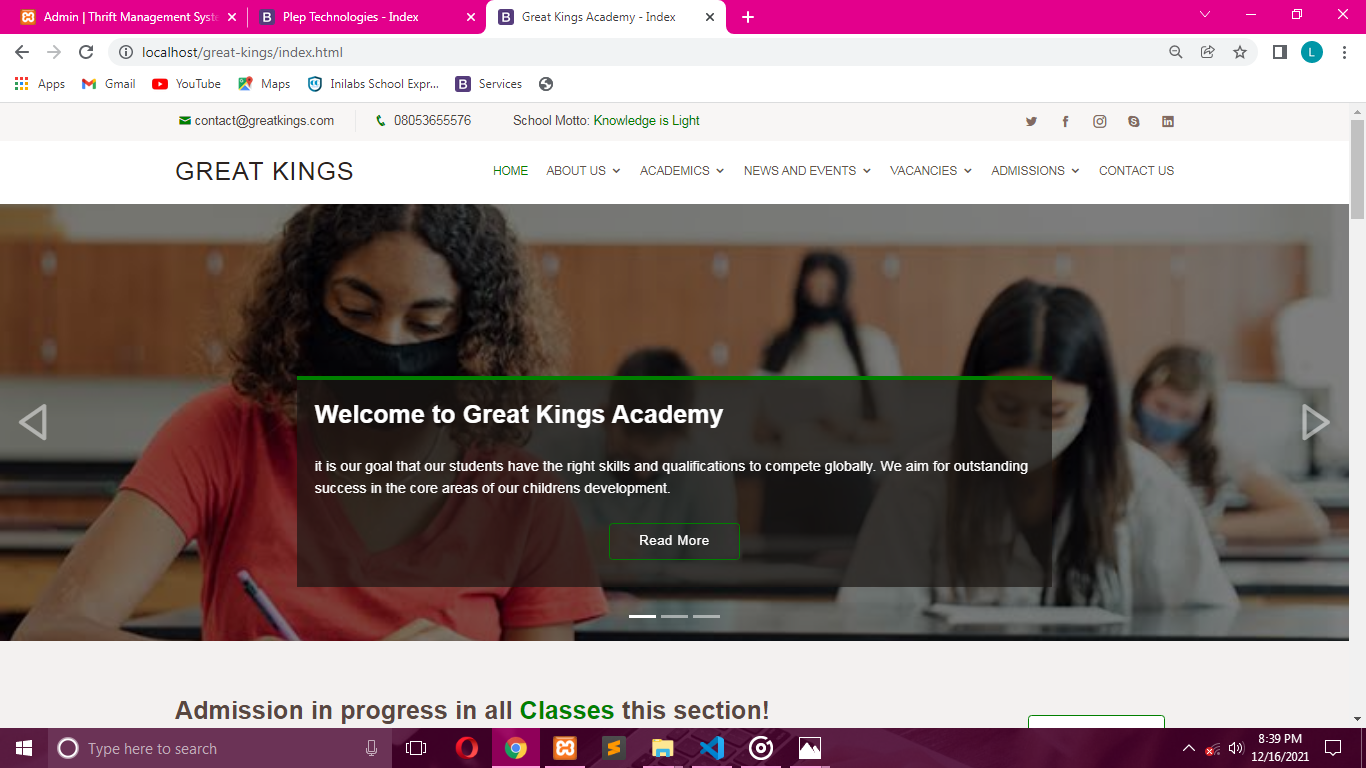 Admin | Thrift Management Syst
Plep Technologies - Index
Great Kings Academy - Index
localhost/great-kings/index.html
L
Apps
Gmail
YouTube
Maps
Inilabs School Expr...
B
Services
contact@greatkings.com
08053655576
School Motto: Knowledge is Light
GREAT KINGS
HOME
ABOUT US
ACADEMICS
NEWS AND EVENTS
VACANCIES
ADMISSIONS
CONTACT US
Welcome to Great Kings Academy
it is our goal that our students have the right skills and qualifications to compete globally. We aim for outstanding
success in the core areas of our childrens development.
Read More
Admission in progress in all Classes this section!
Type here to search
8:39 PM
12/16/2021